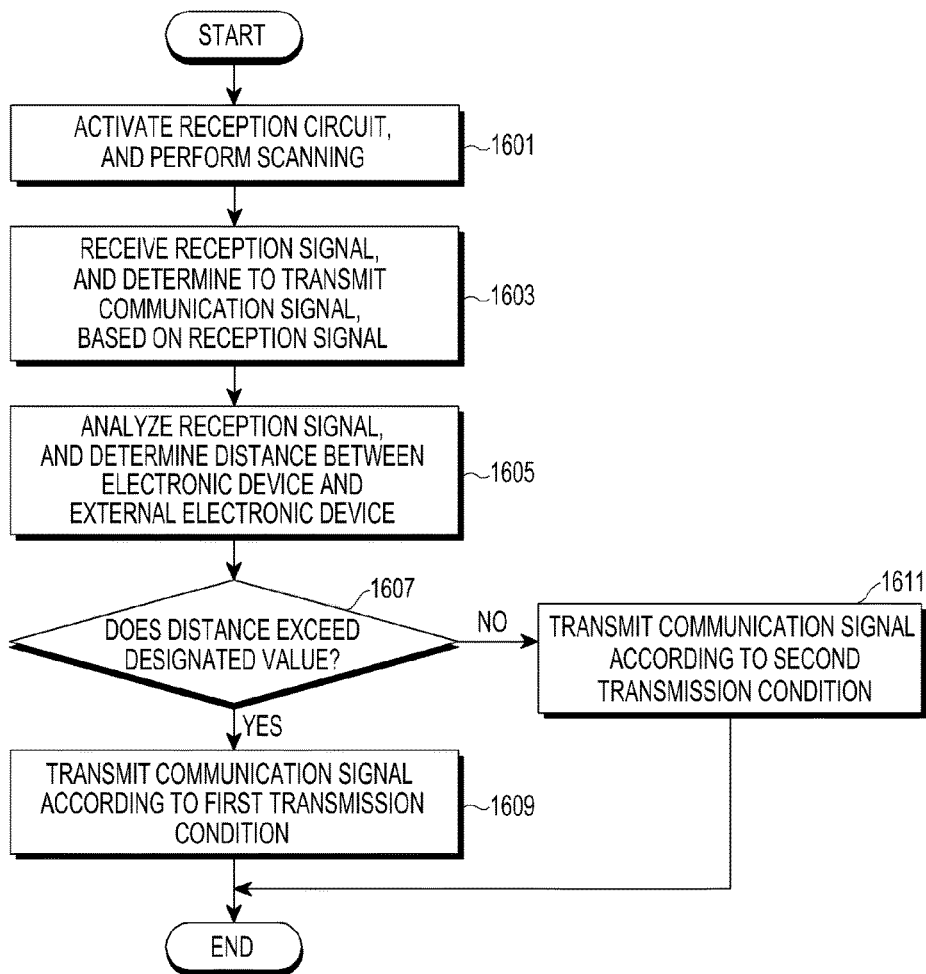 START
ACTIVATE RECEPTION CIRCUIT,
AND PERFORM SCANNING
1601
RECEIVE RECEPTION SIGNAL,
AND DETERMINE TO TRANSMIT
COMMUNICATION SIGNAL,
BASED ON RECEPTION SIGNAL
1603
ANALYZE RECEPTION SIGNAL,
AND DETERMINE DISTANCE BETWEEN
ELECTRONIC DEVICE AND
EXTERNAL ELECTRONIC DEVICE
1605
1607
DOES DISTANCE EXCEED
DESIGNATED VALUE?
NO
1611
TRANSMIT COMMUNICATION SIGNAL
ACCORDING TO SECOND
TRANSMISSION CONDITION
YES
TRANSMIT COMMUNICATION SIGNAL
ACCORDING TO FIRST TRANSMISSION
CONDITION
1609
END